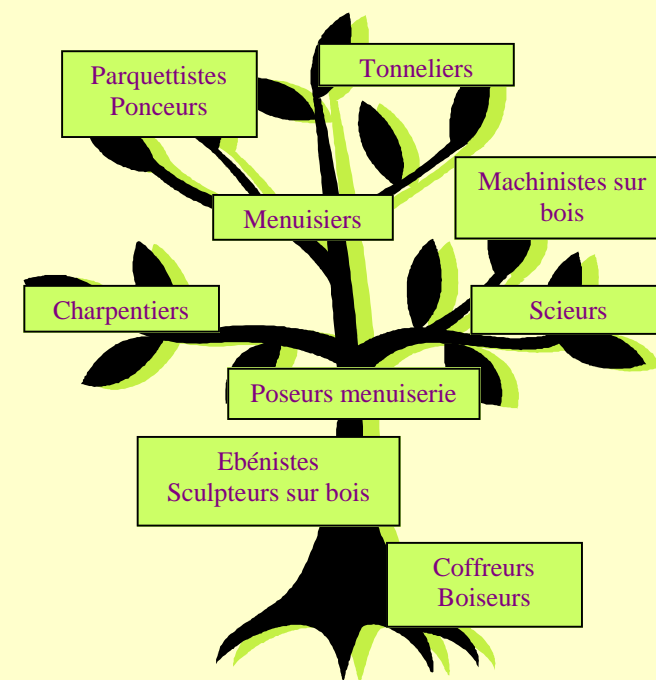 Parquettistes
Ponceurs
Tonneliers
Machinistes sur
bois
Menuisiers
Charpentiers
Scieurs
Poseurs menuiserie
Ebénistes
Sculpteurs sur bois
Coffreurs
Boiseurs